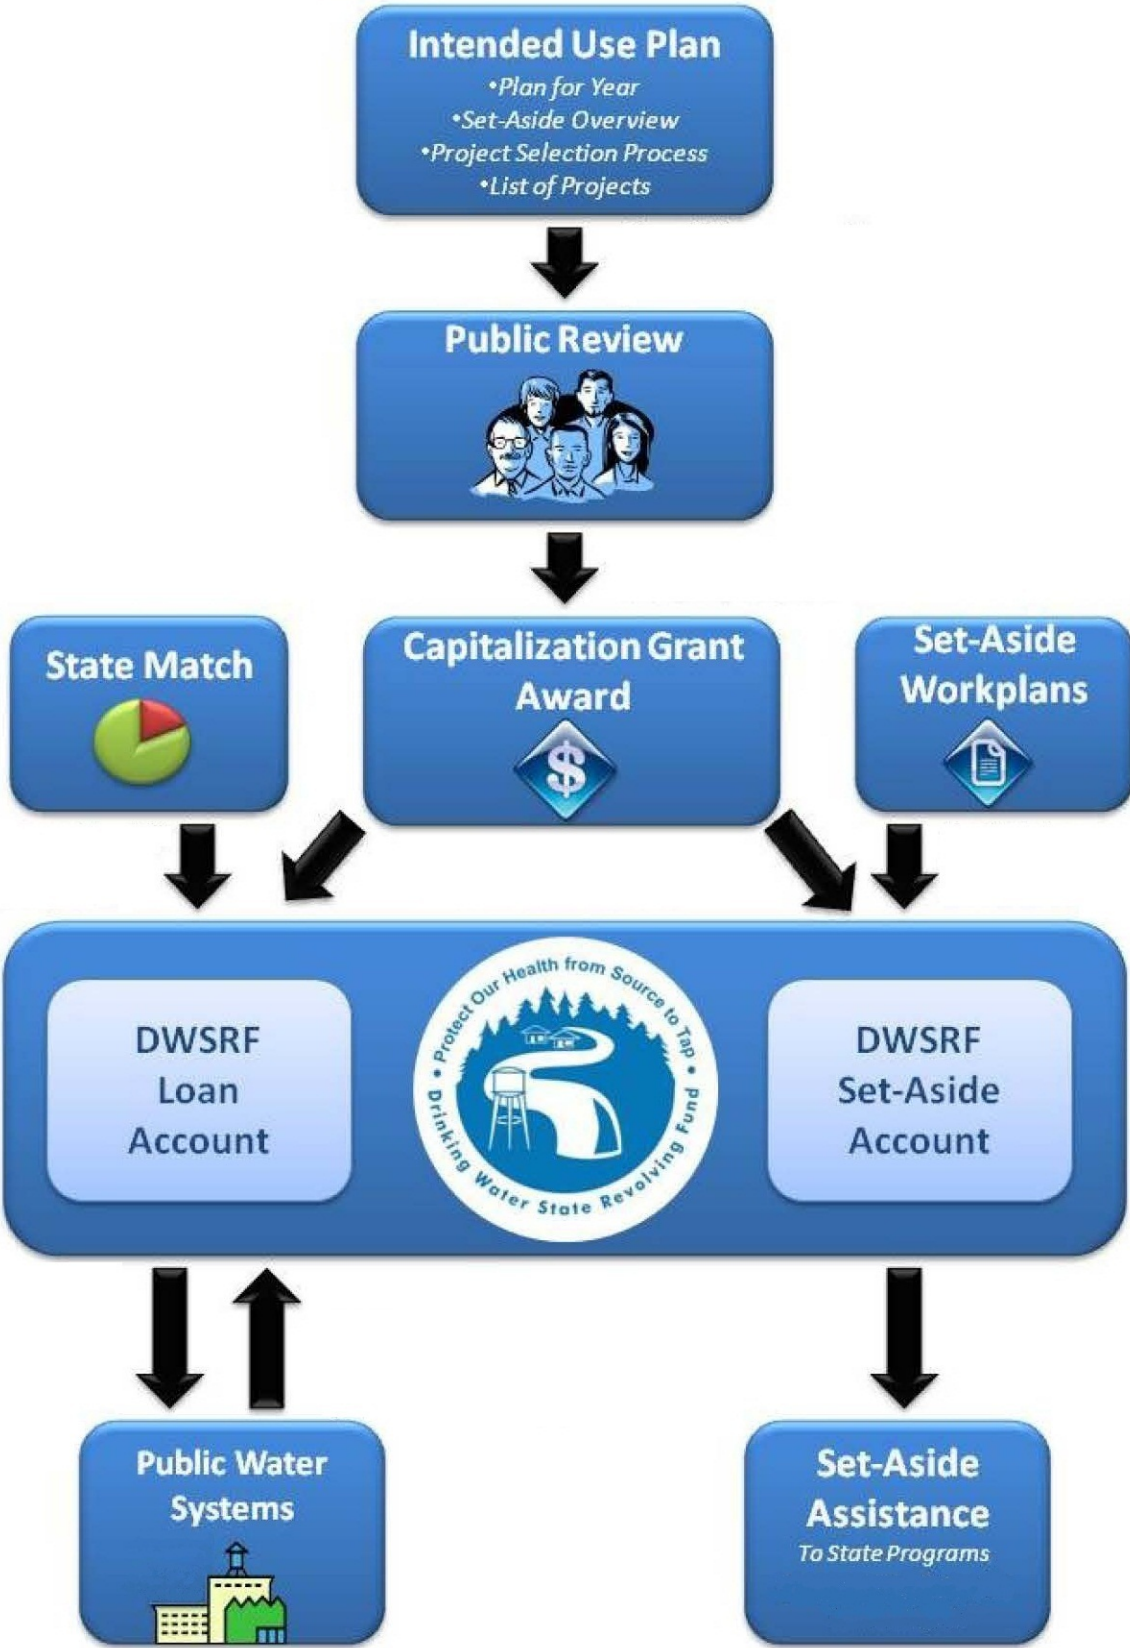 Intended Use Plan
•Plan for Year
•Set-Aside Overview
•Project Selection Process
•List of Projects
Public Review
State Match
Capitalization Grant
Award
$
Set-Aside
Workplans
DWSRF
Loan
Account
• Protect Our Health from Source to Tap •
Drinking Water State Revolving Fund
DWSRF
Set-Aside
Account
Public Water
Systems
Set-Aside
Assistance
To State Programs